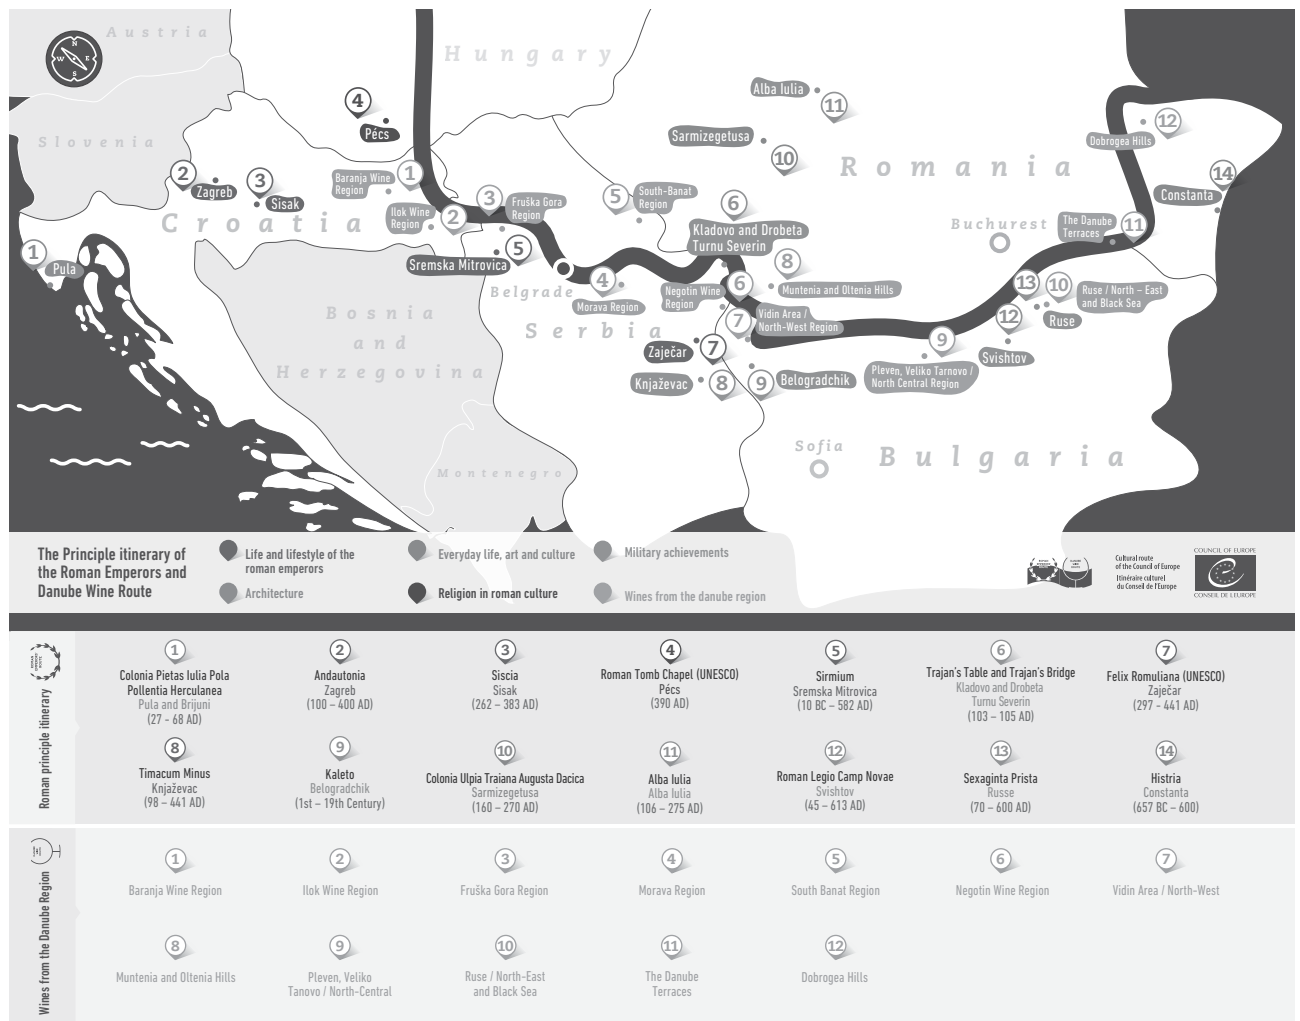 Austria
Hungary
N
W
E
S
Slovenia
4
Pécs
Alba Iulia
11
Sarmizegetusa
10
Romania
12
Dobrogea Hills
14
Constanta
2
Zagreb
3
Sisak
Croatia
Baranja Wine
Region
1
Ilok Wine
Region
2
3
Fruška Gora
Region
5
South-Banat
Region
6
Kladovo and Drobeta
Turnu Severin
Buchurest
The Danube
Terraces
11
1
Pula
5
Sremska Mitrovica
Belgrade
4
Morava Region
Negotin Wine
Region
6
8
Muntenia and Oltenia Hills
13
10
Ruse / North – East
and Black Sea
Ruse
Bosnia
and
Herzegovina
Serbia
7
Vidin Area /
North-West Region
12
Svishtov
Zaječar
7
9
Pleven, Veliko Tarnovo /
North Central Region
Knjaževac
8
9
Belogradchik
Montenegro
Sofia
Bulgaria
The Principle itinerary of
the Roman Emperors and
Danube Wine Route
Life and lifestyle of the
roman emperors
Architecture
Everyday life, art and culture
Religion in roman culture
Military achievements
Wines from the danube region
Cultural route
of the Council of Europe
Itinéraire culturel
du Conseil de l'Europe
COUNCIL OF EUROPE
CONSEIL DE L'EUROPE
Roman principle itinerary
1
Colonia Pietas Iulia Pola
Pollentia Herculanea
Pula and Brijuni
(27 - 68 AD)
2
Andautonia
Zagreb
(100 – 400 AD)
3
Siscia
Sisak
(262 – 383 AD)
4
Roman Tomb Chapel (UNESCO)
Pécs
(390 AD)
5
Sirmium
Sremska Mitrovica
(10 BC – 582 AD)
6
Trajan's Table and Trajan's Bridge
Kladovo and Drobeta
Turnu Severin
(103 – 105 AD)
7
Felix Romuliana (UNESCO)
Zaječar
(297 - 441 AD)
8
Timacum Minus
Knjaževac
(98 – 441 AD)
9
Kaleto
Belogradchik
(1st – 19th Century)
10
Colonia Ulpia Traiana Augusta Dacica
Sarmizegetusa
(160 – 270 AD)
11
Alba Iulia
Alba Iulia
(106 – 275 AD)
12
Roman Legio Camp Novae
Svishtov
(45 – 613 AD)
13
Sexaginta Prista
Russe
(70 – 600 AD)
14
Histria
Constanta
(657 BC – 600)
Wines from the Danube Region
1
Baranja Wine Region
2
Ilok Wine Region
3
Fruška Gora Region
4
Morava Region
5
South Banat Region
6
Negotin Wine Region
7
Vidin Area / North-West
8
Muntenia and Oltenia Hills
9
Pleven, Veliko
Tanovo / North-Central
10
Ruse / North-East
and Black Sea
11
The Danube
Terraces
12
Dobrogea Hills